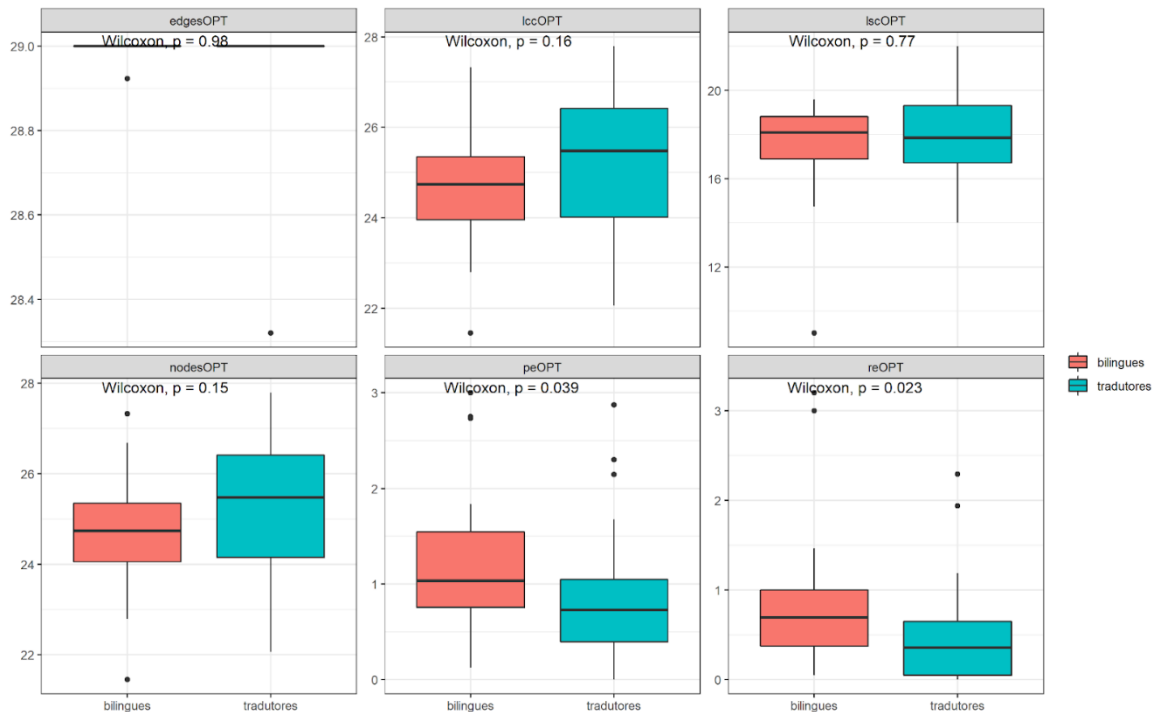 edgesOPT
Wilcoxon, p = 0.98
29.0
28.8
28.6
28.4
lccOPT
Wilcoxon, p = 0.16
28
26
24
22
lscOPT
Wilcoxon, p = 0.77
20
16
12
nodesOPT
Wilcoxon, p = 0.15
28
26
24
22
bilingues
tradutores
peOPT
Wilcoxon, p = 0.039
3
2
1
0
bilingues
tradutores
reOPT
Wilcoxon, p = 0.023
3
2
1
0
bilingues
tradutores
bilingues
tradutores